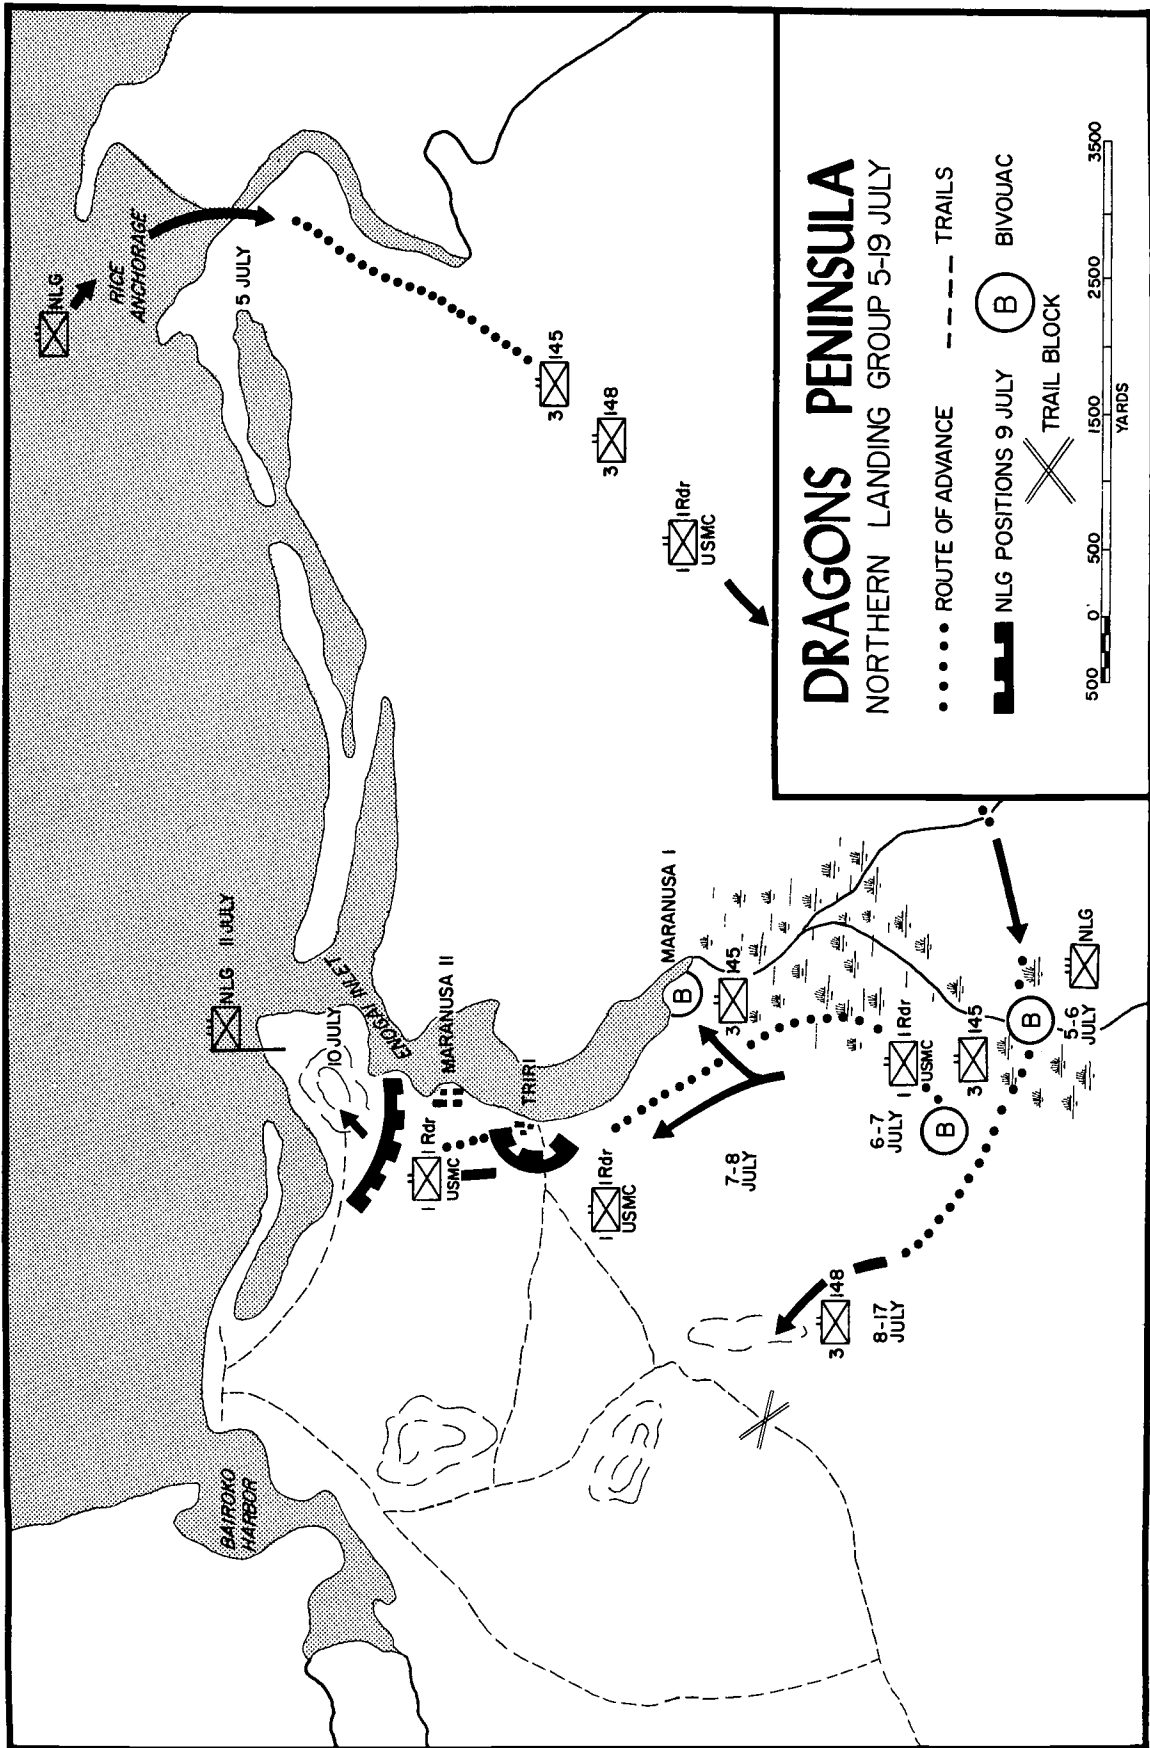 DRAGONS PENINSULA
NORTHERN LANDING GROUP 5-19 JULY
ROUTE OF ADVANCE
TRAILS
NLG POSITIONS 9 JULY
B
BIVOUAC
TRAIL BLOCK
500 0 500 1500 2500 3500
YARDS
NLG
RICE
ANCHORAGE
5 JULY
3 145
3 148
1 1 Rdr
USMC
NLG 11 JULY
10 JULY
ENOGAI INLET
MARANUSA II
TRIRI
MARANUSA I
B
3 145
1 1 Rdr
USMC
1 1 Rdr
USMC
7-8
JULY
1 1 Rdr
USMC
6-7
JULY
B
3 145
B
5-6
JULY
NLG
3 148
8-17
JULY
BAIROKO
HARBOR